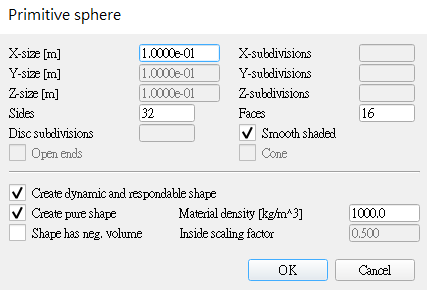 Primitive sphere
X-size [m] 1.0000e-01 X-subdivisions
Y-size [m] 1.0000e-01 Y-subdivisions
Z-size [m] 1.0000e-01 Z-subdivisions
Sides 32 Faces 16
Disc subdivisions Smooth shaded
Open ends Cone
Create dynamic and respondable shape
Create pure shape Material density [kg/m^3] 1000.0
Shape has neg. volume Inside scaling factor 0.500
OK Cancel